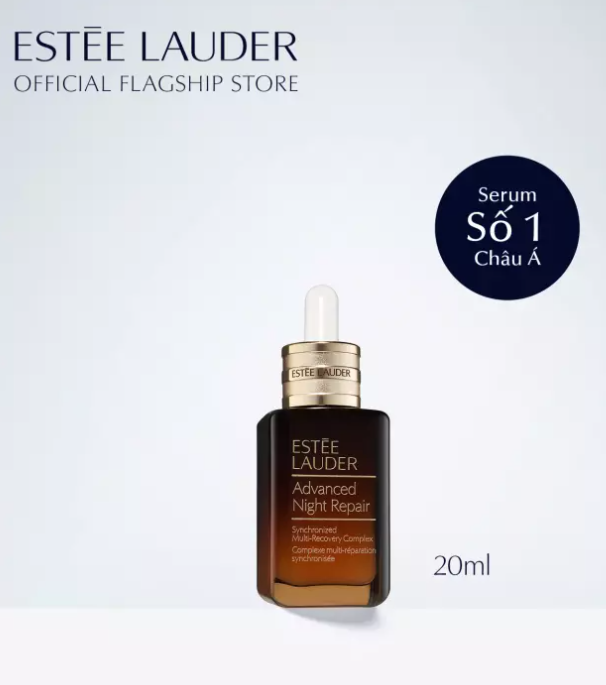 ESTĒE LAUDER
OFFICIAL FLAGSHIP STORE
Serum
Số 1
Châu Á
ESTĒE LAUDER
ESTĒE
LAUDER
Advanced
Night Repair
Synchronized
Multi-Recovery Complex
Complexe multi-réparation
synchronisée
20ml